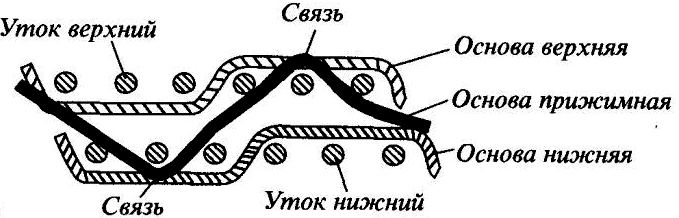 Связь
Уток верхний
Основа верхняя
Основа прижимная
Основа нижняя
Связь
Уток нижний